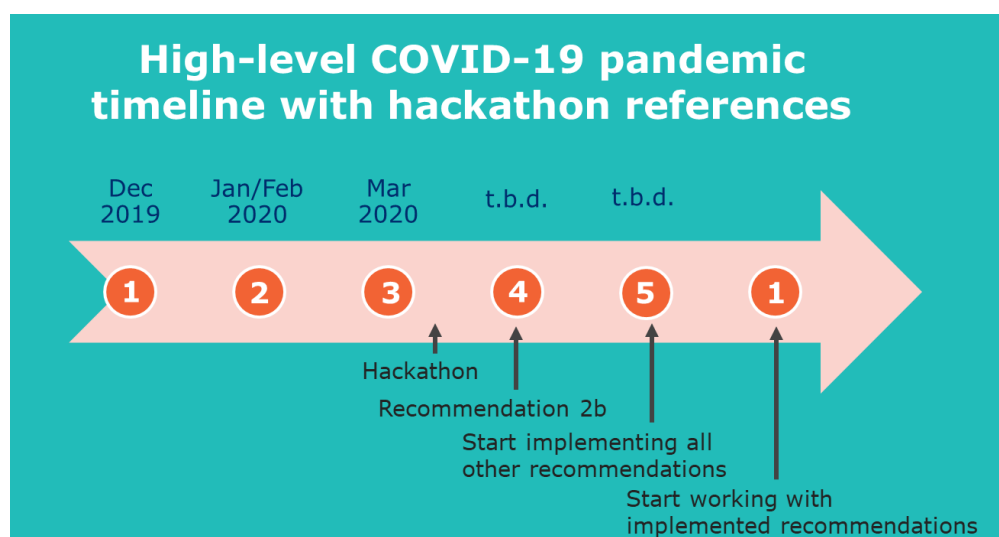 High-level COVID-19 pandemic
timeline with hackathon references
Dec
2019
Jan/Feb
2020
Mar
2020
t.b.d.
t.b.d.
1
2
3
4
5
1
Hackathon
Recommendation 2b
Start implementing all
other recommendations
Start working with
implemented recommendations